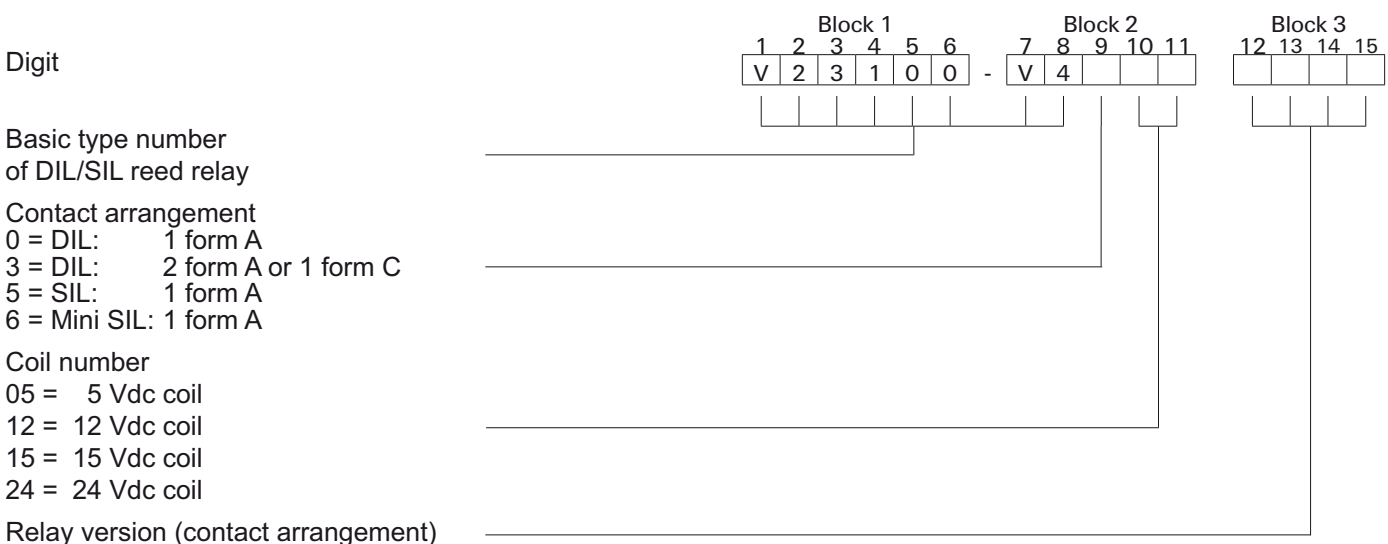 Block 1 Block 2 Block 3
Digit 1 2 3 4 5 6 7 8 9 10 11 12 13 14 15
V 2 3 1 0 0 - V 4
Basic type number
of DIL/SIL reed relay
Contact arrangement
0 = DIL: 1 form A
3 = DIL: 2 form A or 1 form C
5 = SIL: 1 form A
6 = Mini SIL: 1 form A
Coil number
05 = 5 Vdc coil
12 = 12 Vdc coil
15 = 15 Vdc coil
24 = 24 Vdc coil
Relay version (contact arrangement)